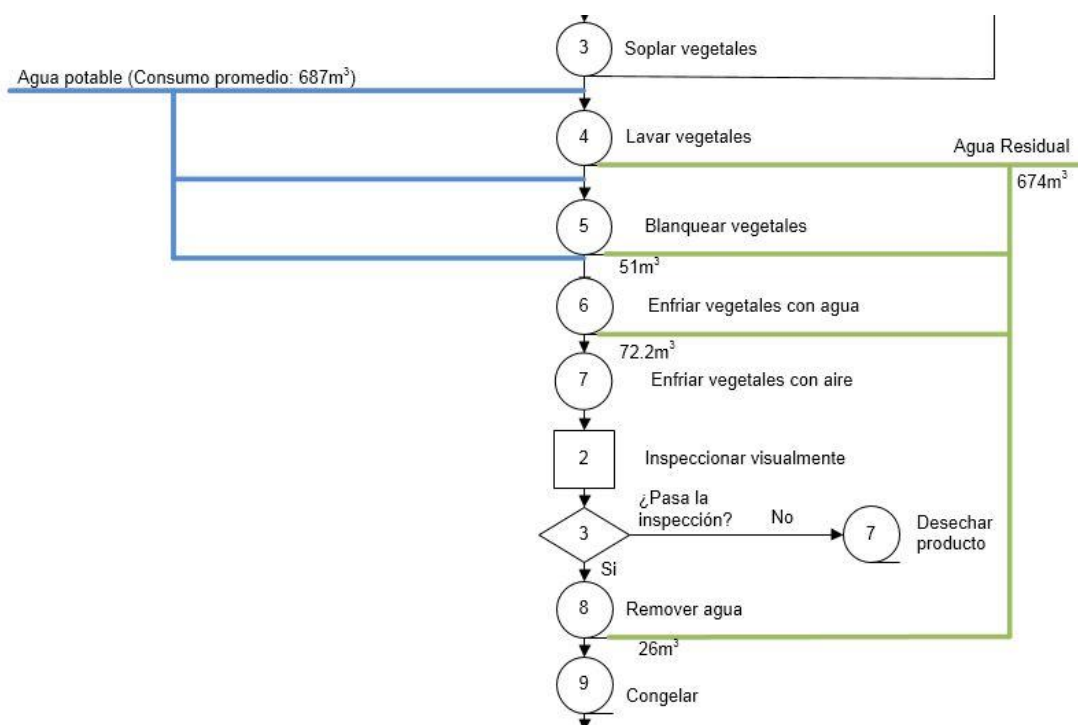 3
Soplar vegetales
Agua potable (Consumo promedio: 687m³)
4
Lavar vegetales
Agua Residual
674m³
5
Blanquear vegetales
51m³
6
Enfriar vegetales con agua
72.2m³
7
Enfriar vegetales con aire
2
Inspeccionar visualmente
¿Pasa la
inspección?
No
3
7
Desechar
producto
Si
8
Remover agua
26m³
9
Congelar